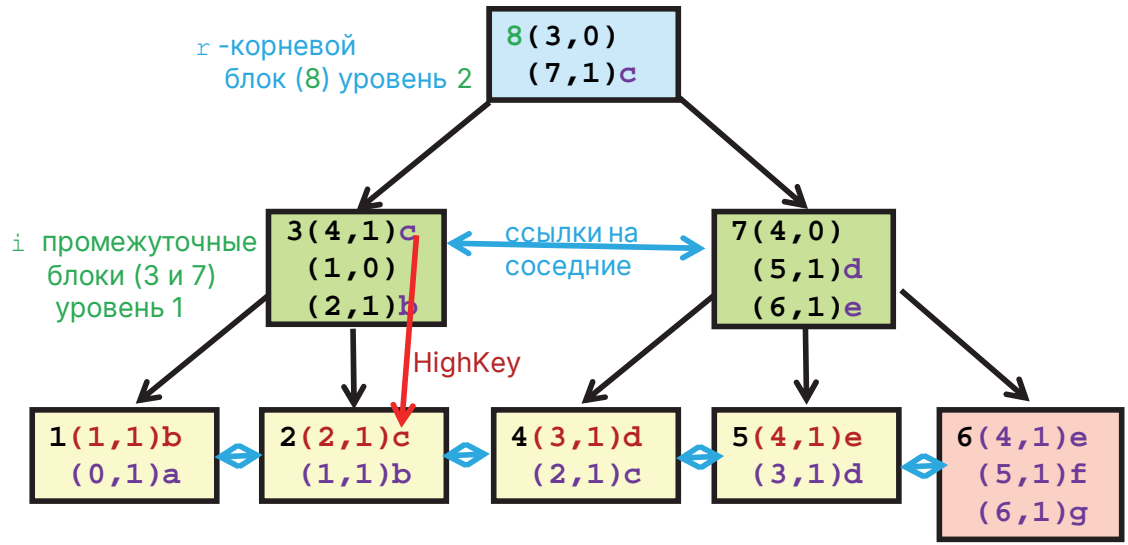 r -корневой
блок (8) уровень 2
8(3,0)
(7,1)c
i промежуточные
блоки (3 и 7)
уровень 1
3(4,1)c
(1,0)
(2,1)b
ссылки на
соседние
7(4,0)
(5,1)d
(6,1)e
HighKey
1(1,1)b
(0,1)a
2(2,1)c
(1,1)b
4(3,1)d
(2,1)c
5(4,1)e
(3,1)d
6(4,1)e
(5,1)f
(6,1)g